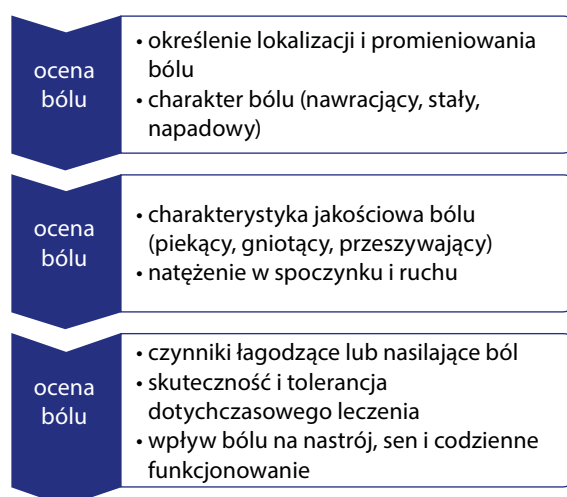 ocena
bólu
• określenie lokalizacji i promieniowania
bólu
• charakter bólu (nawracjący, stały,
napadowy)
ocena
bólu
• charakterystyka jakościowa bólu
(piekący, gniotący, przeszywający)
• natężenie w spoczynku i ruchu
ocena
bólu
• czynniki łagodzące lub nasilające ból
• skuteczność i tolerancja
dotychczasowego leczenia
• wpływ bólu na nastrój, sen i codzienne
funkcjonowanie